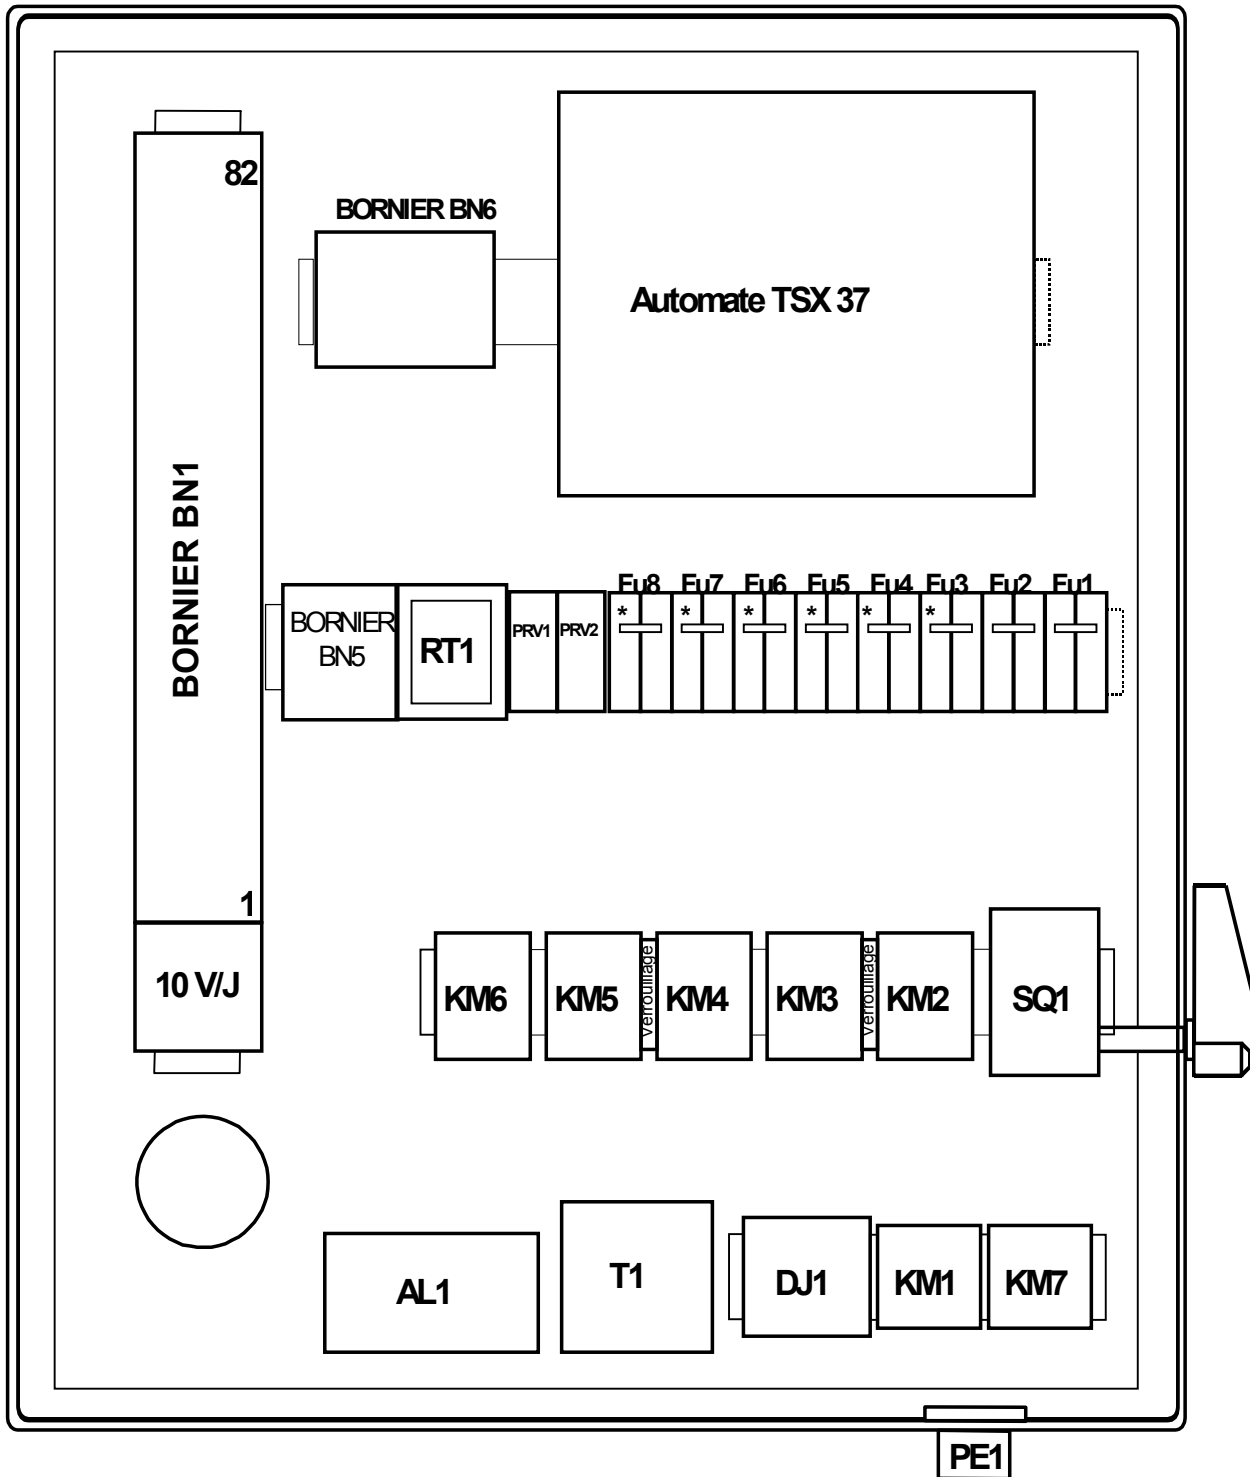 82
BORNIER BN6
Automate TSX 37
BORNIER BN1
Fu8 Fu7 Fu6 Fu5 Fu4 Fu3 Fu2 Fu1
* * * * * *
BORNIER
BN5
RT1
PRV1 PRV2
1
10 V/J
KM6 KM5 Verrouillage KM4 KM3 Verrouillage KM2 SQ1
AL1 T1 DJ1 KM1 KM7
PE1